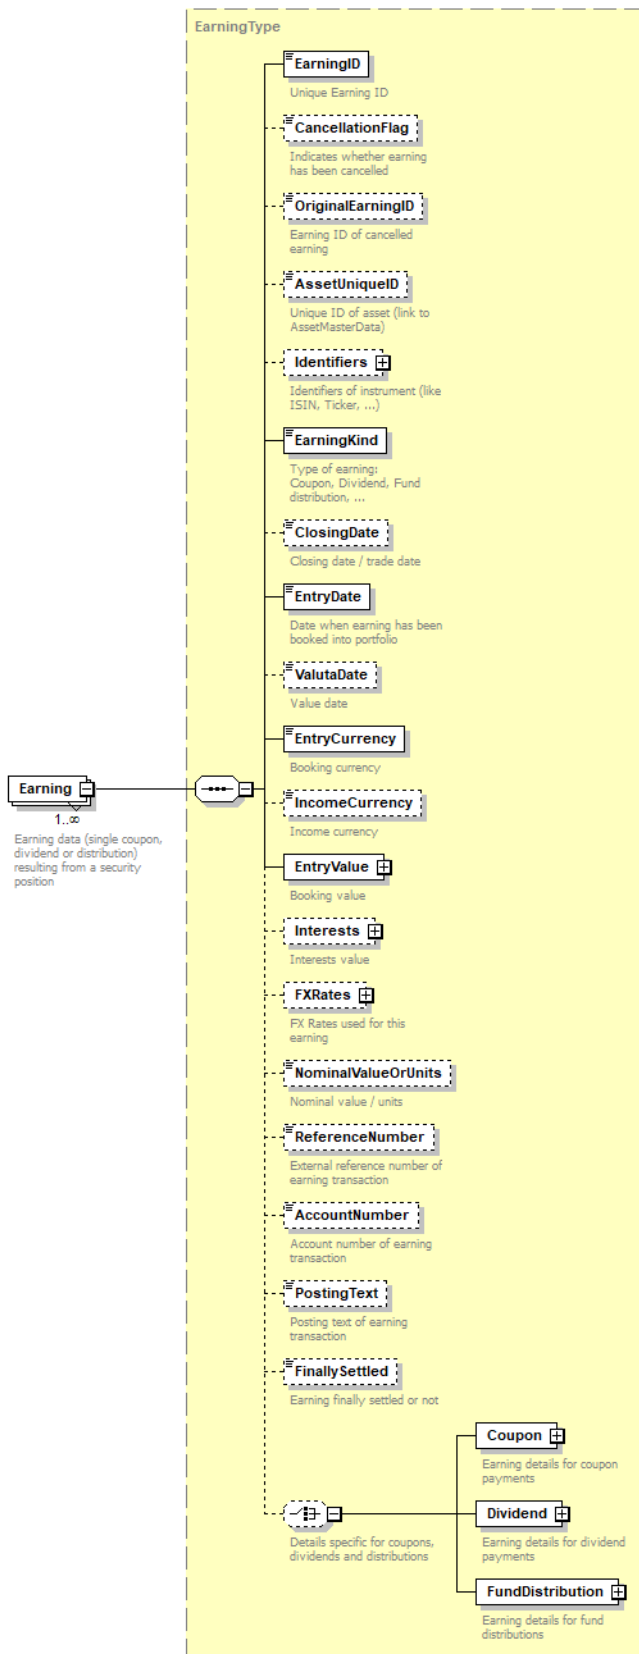 EarningType
EarningID
Unique Earning ID
CancellationFlag
Indicates whether earning
has been cancelled
OriginalEarningID
Earning ID of cancelled
earning
AssetUniqueID
Unique ID of asset (link to
AssetMasterData)
Identifiers
Identifiers of instrument (like
ISIN, Ticker, ...)
EarningKind
Type of earning:
Coupon, Dividend, Fund
distribution, ...
ClosingDate
Closing date / trade date
EntryDate
Date when earning has been
booked into portfolio
ValutaDate
Value date
EntryCurrency
Booking currency
Earning
1..∞
Earning data (single coupon,
dividend or distribution)
resulting from a security
position
IncomeCurrency
Income currency
EntryValue
Booking value
Interests
Interests value
FXRates
FX Rates used for this
earning
NominalValueOrUnits
Nominal value / units
ReferenceNumber
External reference number of
earning transaction
AccountNumber
Account number of earning
transaction
PostingText
Posting text of earning
transaction
FinallySettled
Earning finally settled or not
Details specific for coupons,
dividends and distributions
Coupon
Earning details for coupon
payments
Dividend
Earning details for dividend
payments
FundDistribution
Earning details for fund
distributions